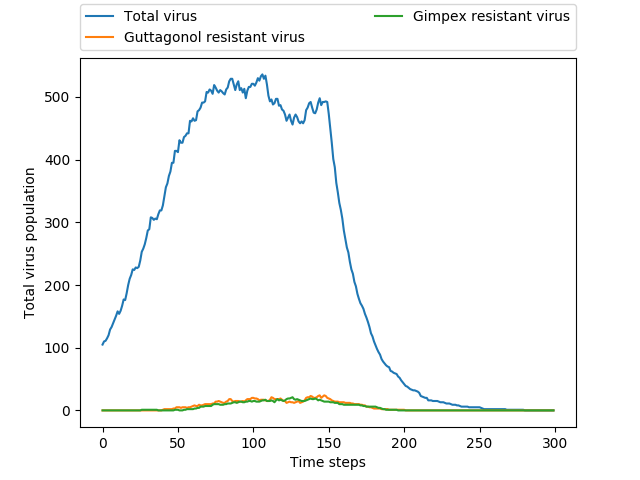 Total virus
Guttagonol resistant virus
Gimpex resistant virus
Total virus population
500
400
300
200
100
0
0 50 100 150 200 250 300
Time steps